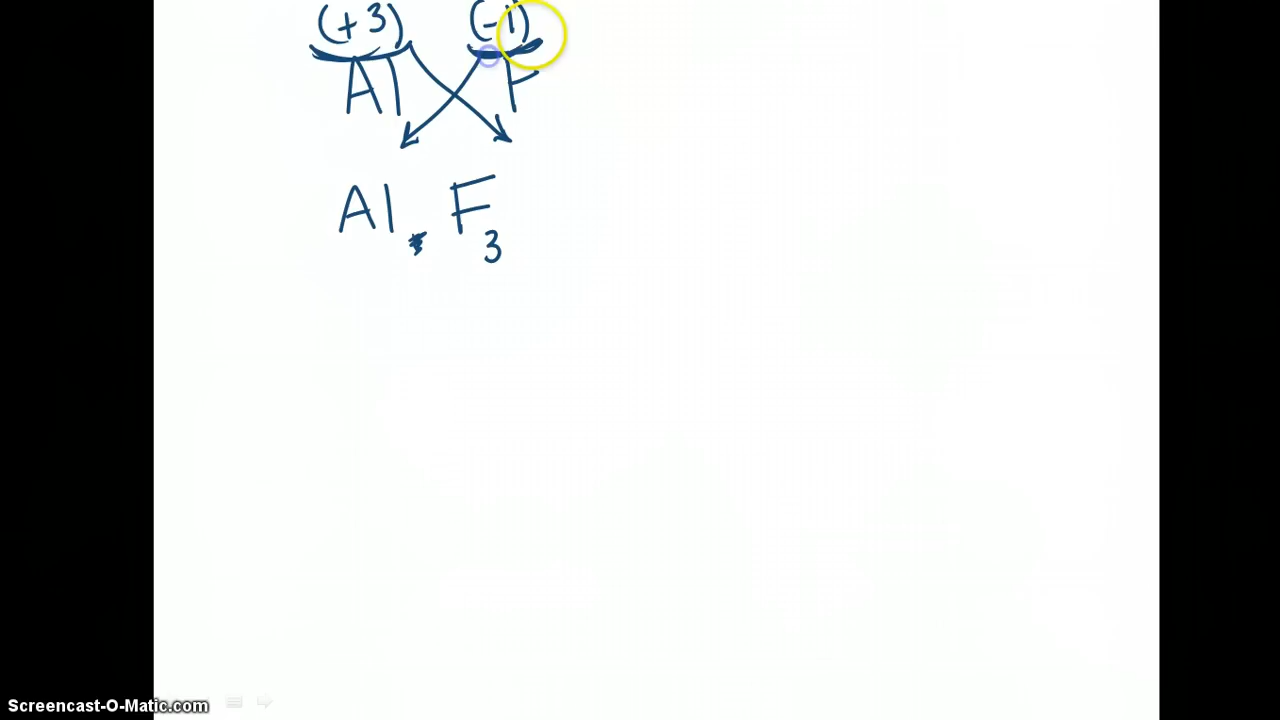 (+3) (-1)
Al F
Al F₃
Screencast-O-Matic.com